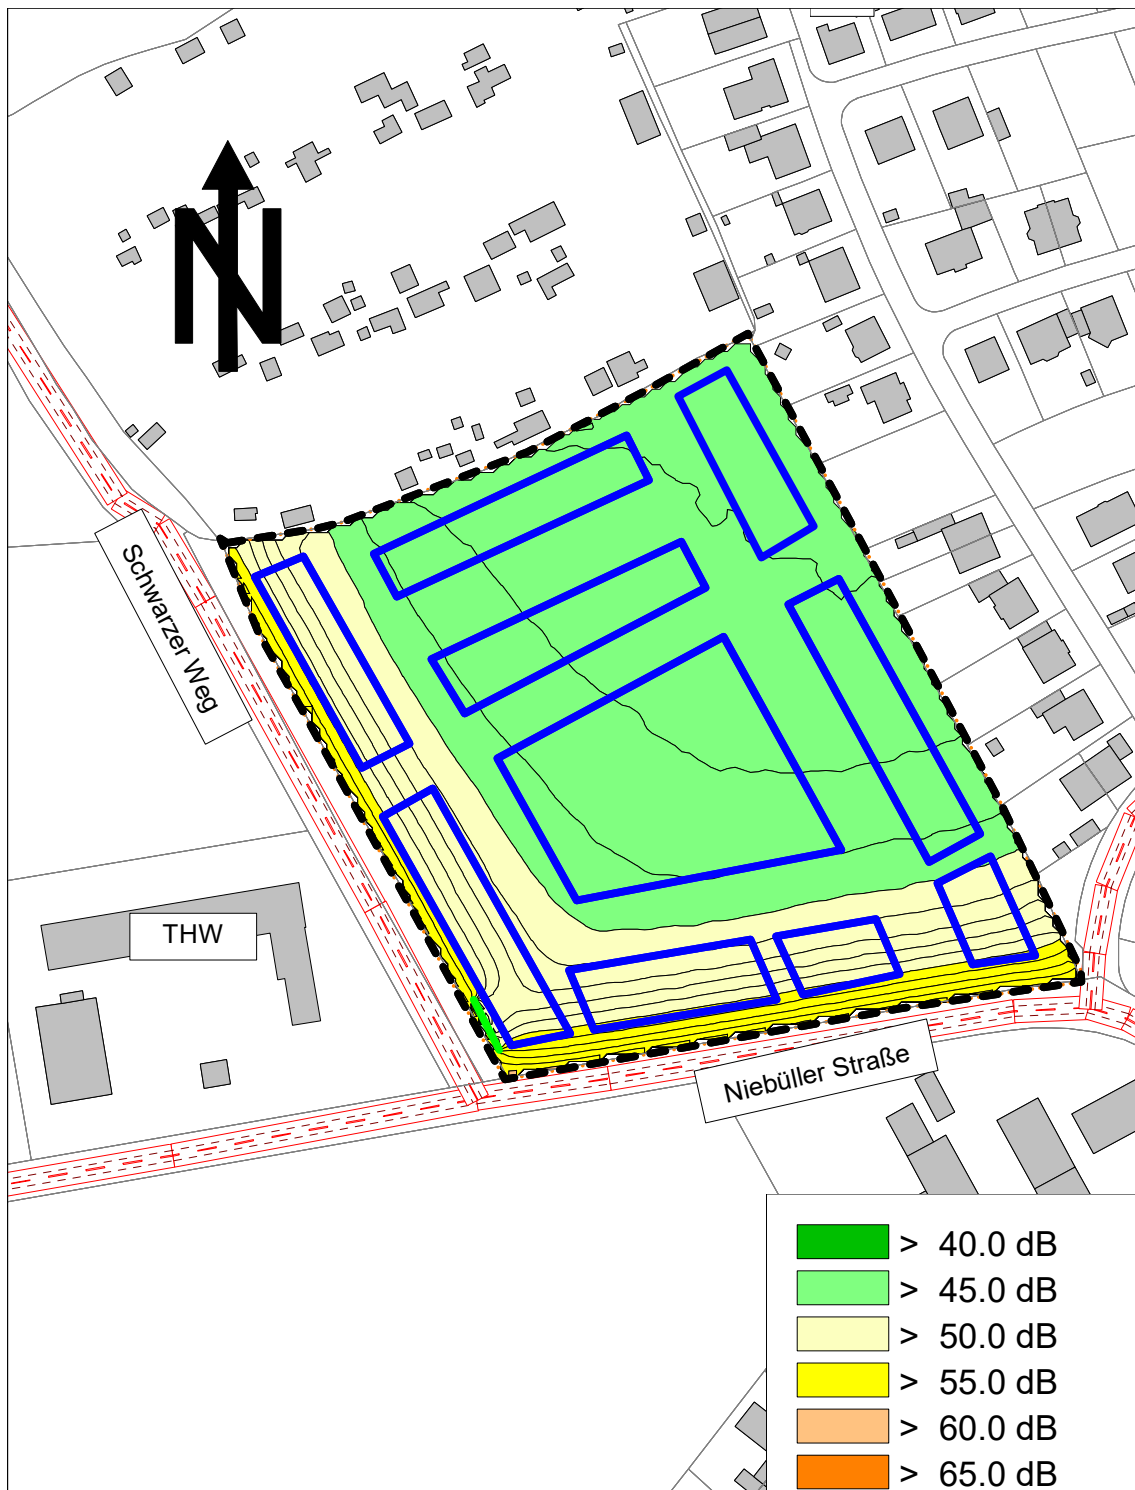 N
Schwarzer Weg
THW
Niebüller Straße
> 40.0 dB
> 45.0 dB
> 50.0 dB
> 55.0 dB
> 60.0 dB
> 65.0 dB